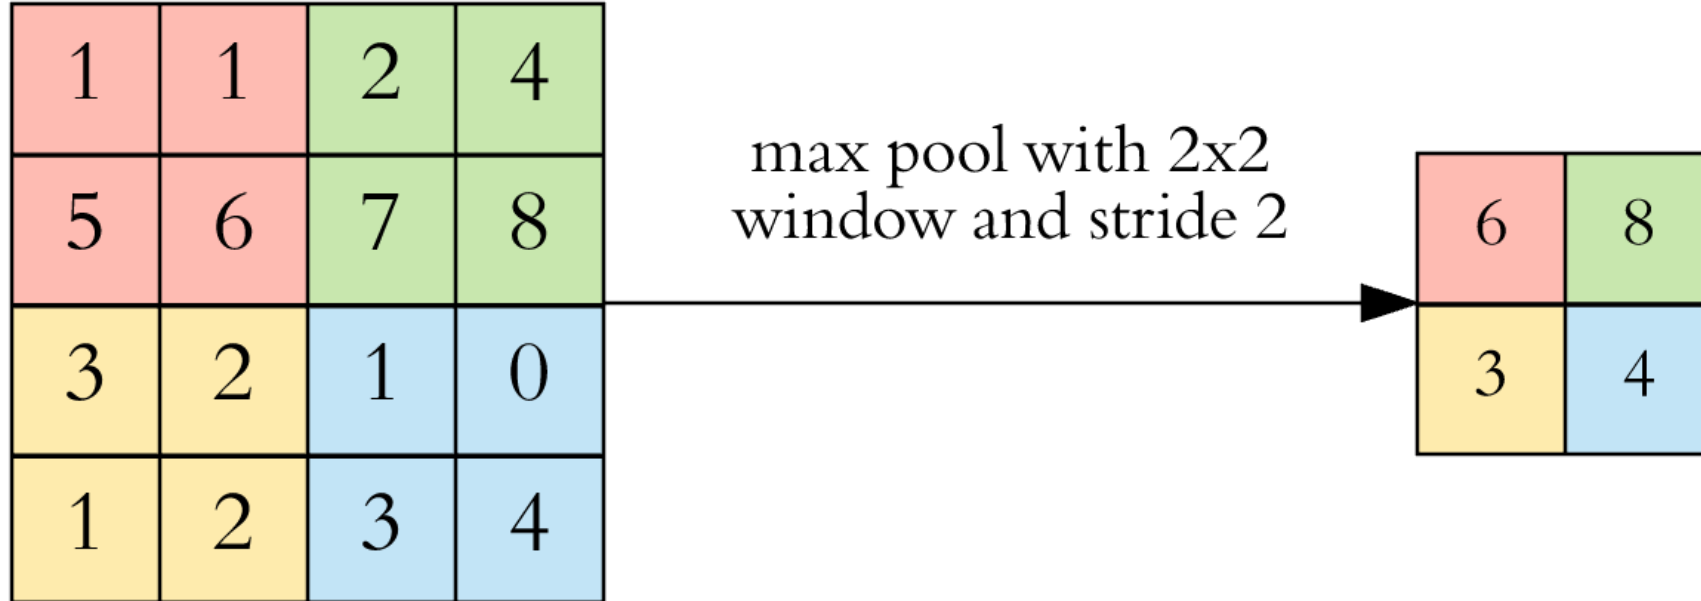 1 1 2 4
5 6 7 8
3 2 1 0
1 2 3 4
max pool with 2x2
window and stride 2
6 8
3 4